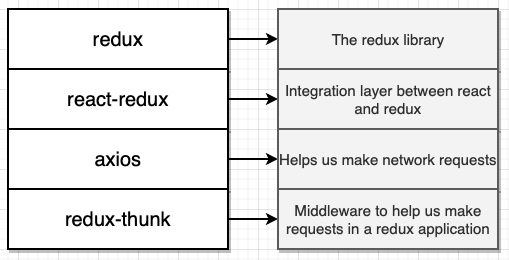 redux
The redux library
react-redux
Integration layer between react
and redux
axios
Helps us make network requests
redux-thunk
Middleware to help us make
requests in a redux application